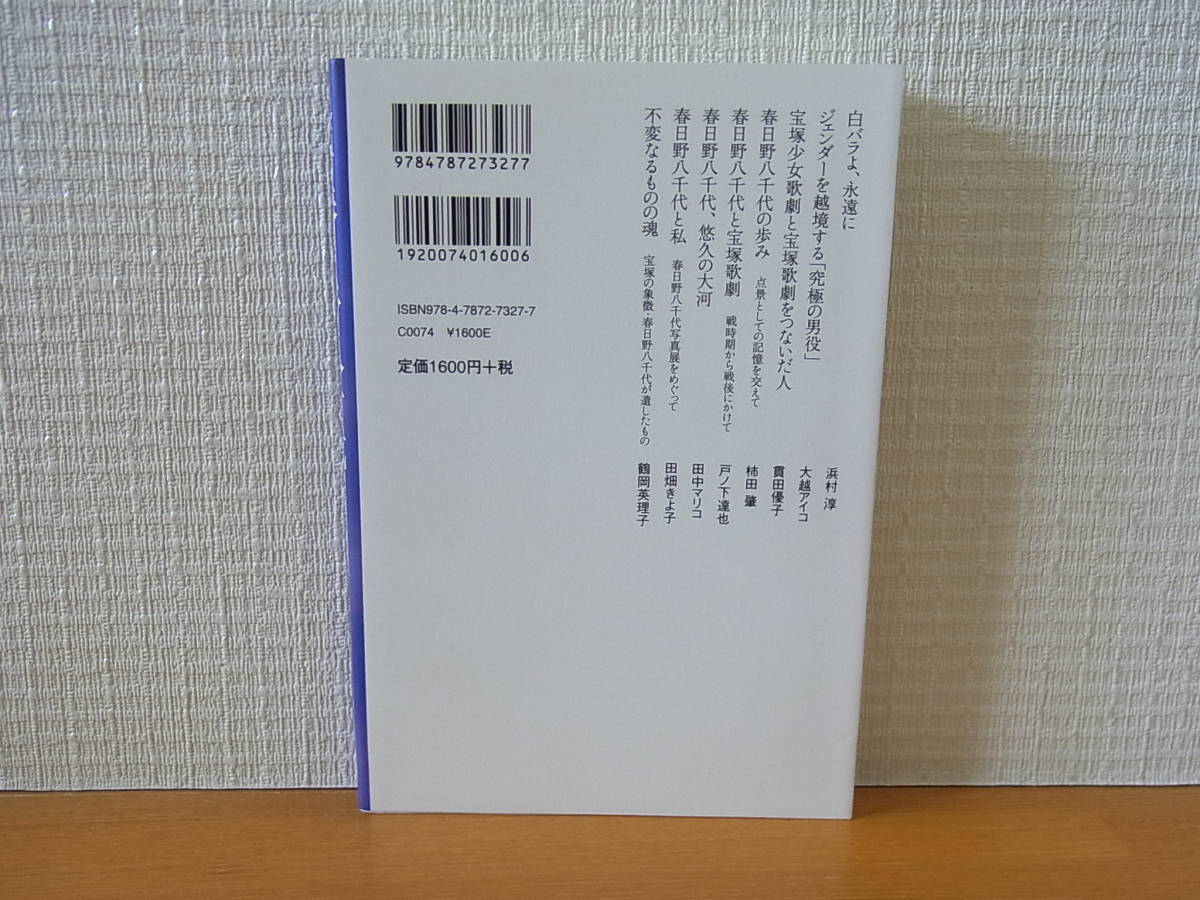 白バラよ、永遠に 浜村 淳
ジェンダーを越境する「究極の男役」 大越アイコ
宝塚少女歌劇と宝塚歌劇をつないだ人 貫田優子
春日野八千代の歩み 点景としての記憶を交えて 柿田 肇
春日野八千代と宝塚歌劇 戦時期から戦後にかけて 戸ノ下達也
春日野八千代、悠久の大河 田中マリコ
春日野八千代と私 春日野八千代写真展をめぐって 田畑きよ子
不変なるものの魂 宝塚の象徴・春日野八千代が遺したもの 鶴岡英理子
9784787273277
1920074016006
ISBN978-4-7872-7327-7
C0074 ¥1600E
定価1600円+税